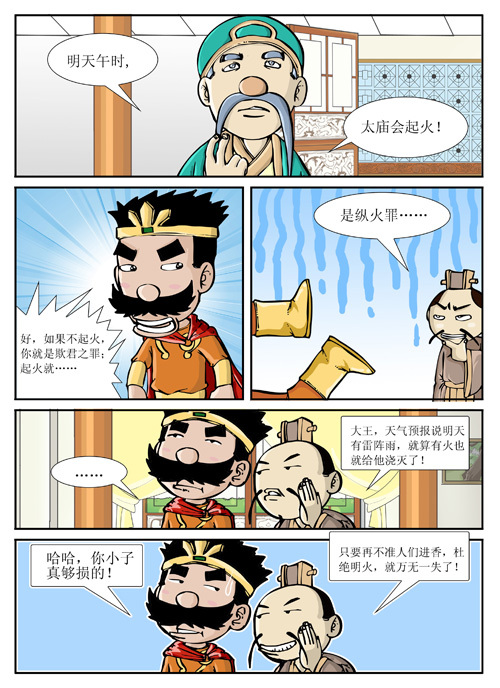 明天午时,
太庙会起火！
好，如果不起火，
你就是欺君之罪；
起火就……
是纵火罪……
……
大王，天气预报说明天
有雷阵雨，就算有火也
就给他浇灭了！
哈哈，你小子
真够损的！
只要再不准人们进香，杜
绝明火，就万无一失了！